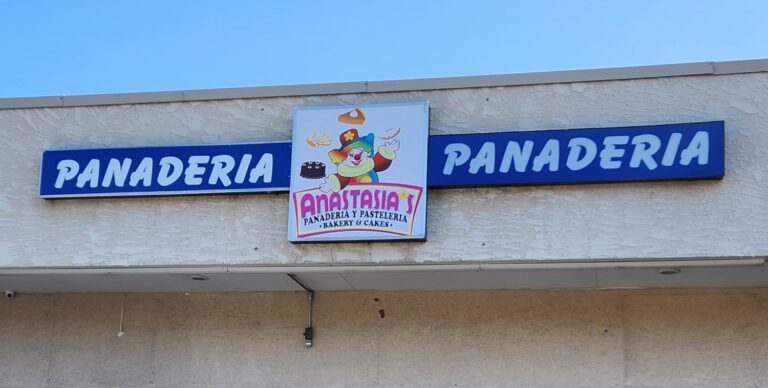 PANADERIA
ANASTASIA'S
PANADERIA Y PASTELERIA
· BAKERY & CAKES ·
PANADERIA